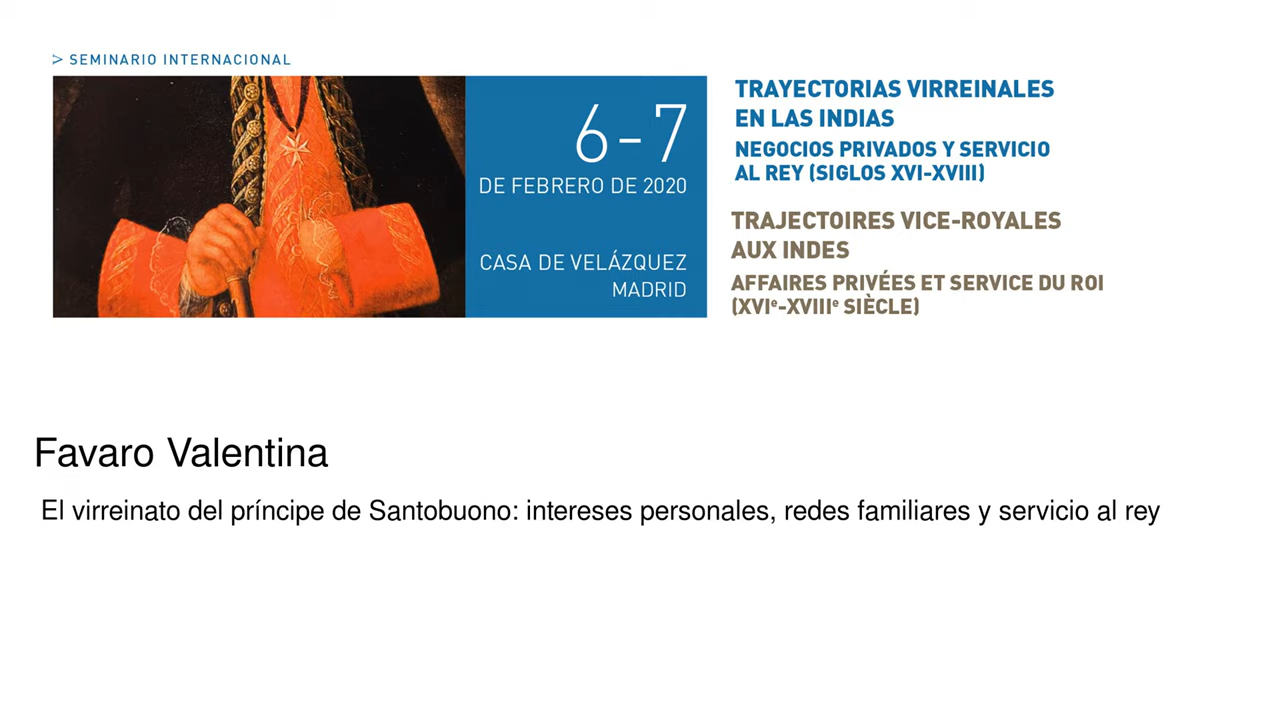 > SEMINARIO INTERNACIONAL
6-7
DE FEBRERO DE 2020
CASA DE VELÁZQUEZ
MADRID
TRAYECTORIAS VIRREINALES
EN LAS INDIAS
NEGOCIOS PRIVADOS Y SERVICIO
AL REY (SIGLOS XVI-XVIII)
TRAJECTOIRES VICE-ROYALES
AUX INDES
AFFAIRES PRIVÉES ET SERVICE DU ROI
(XVIe-XVIIIe SIÈCLE)
Favaro Valentina
El virreinato del príncipe de Santobuono: intereses personales, redes familiares y servicio al rey